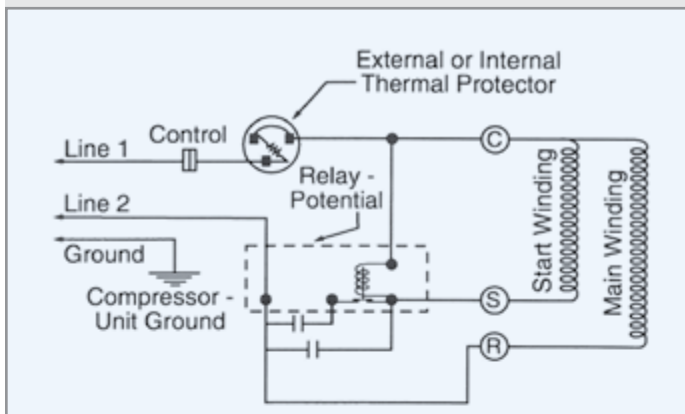 External or Internal
Thermal Protector
Control
Line 1
C
Relay -
Potential
Line 2
Start Winding
Main Winding
Ground
Compressor -
Unit Ground
S
R